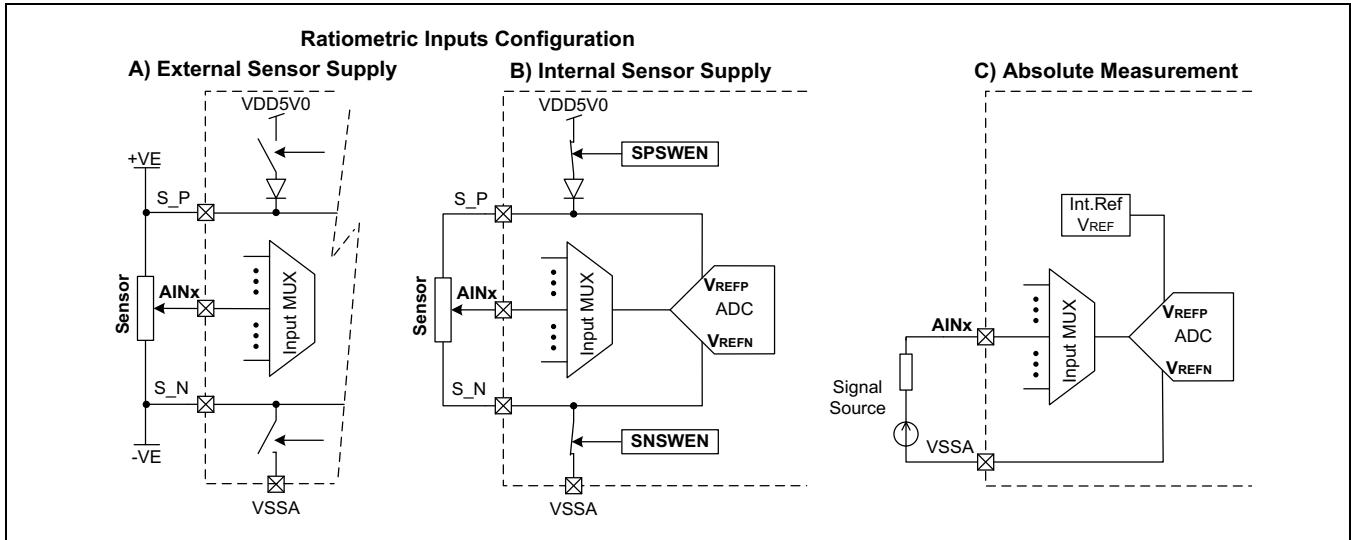 Ratiometric Inputs Configuration
A) External Sensor Supply
B) Internal Sensor Supply
C) Absolute Measurement
VDD5V0
+VE
S_P
Sensor
AINx
Input MUX
S_N
-VE
VSSA
VDD5V0
SPSWEN
S_P
Sensor
AINx
Input MUX
VREFP
ADC
VREFN
S_N
SNSWEN
VSSA
Int.Ref
VREF
AINx
Input MUX
VREFP
ADC
VREFN
Signal
Source
VSSA